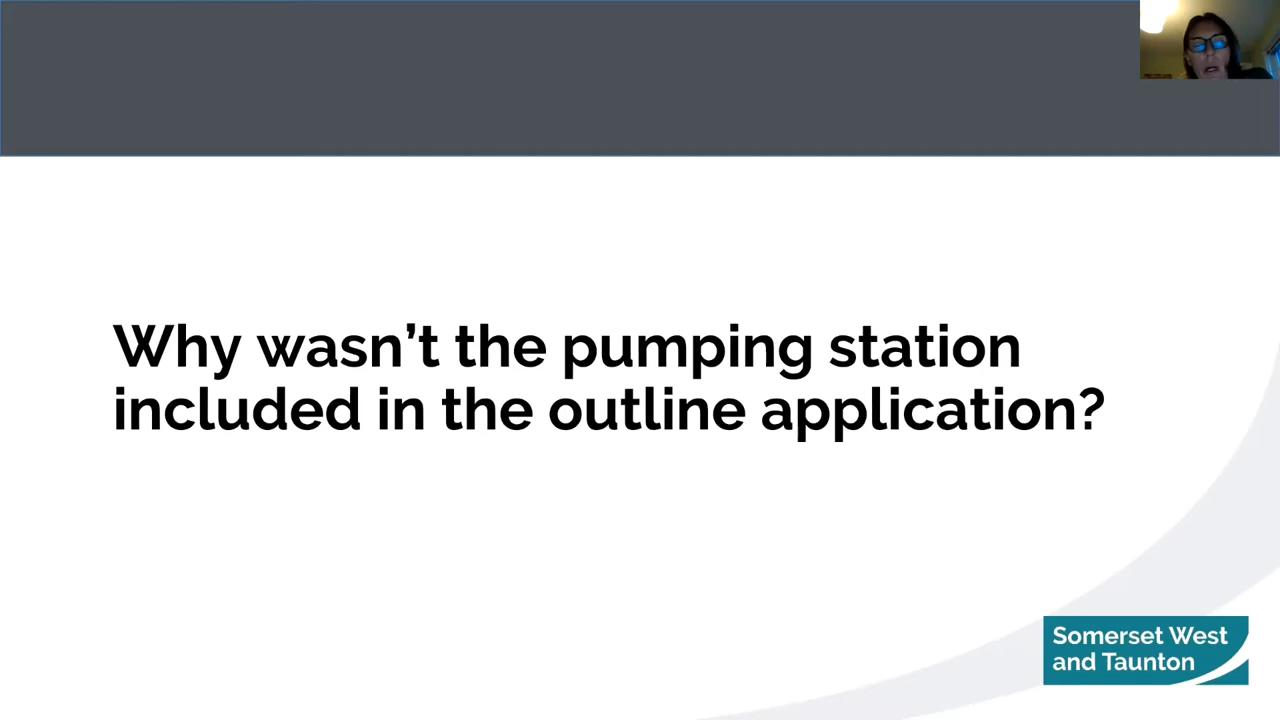 Why wasn’t the pumping station
included in the outline application?
Somerset West
and Taunton